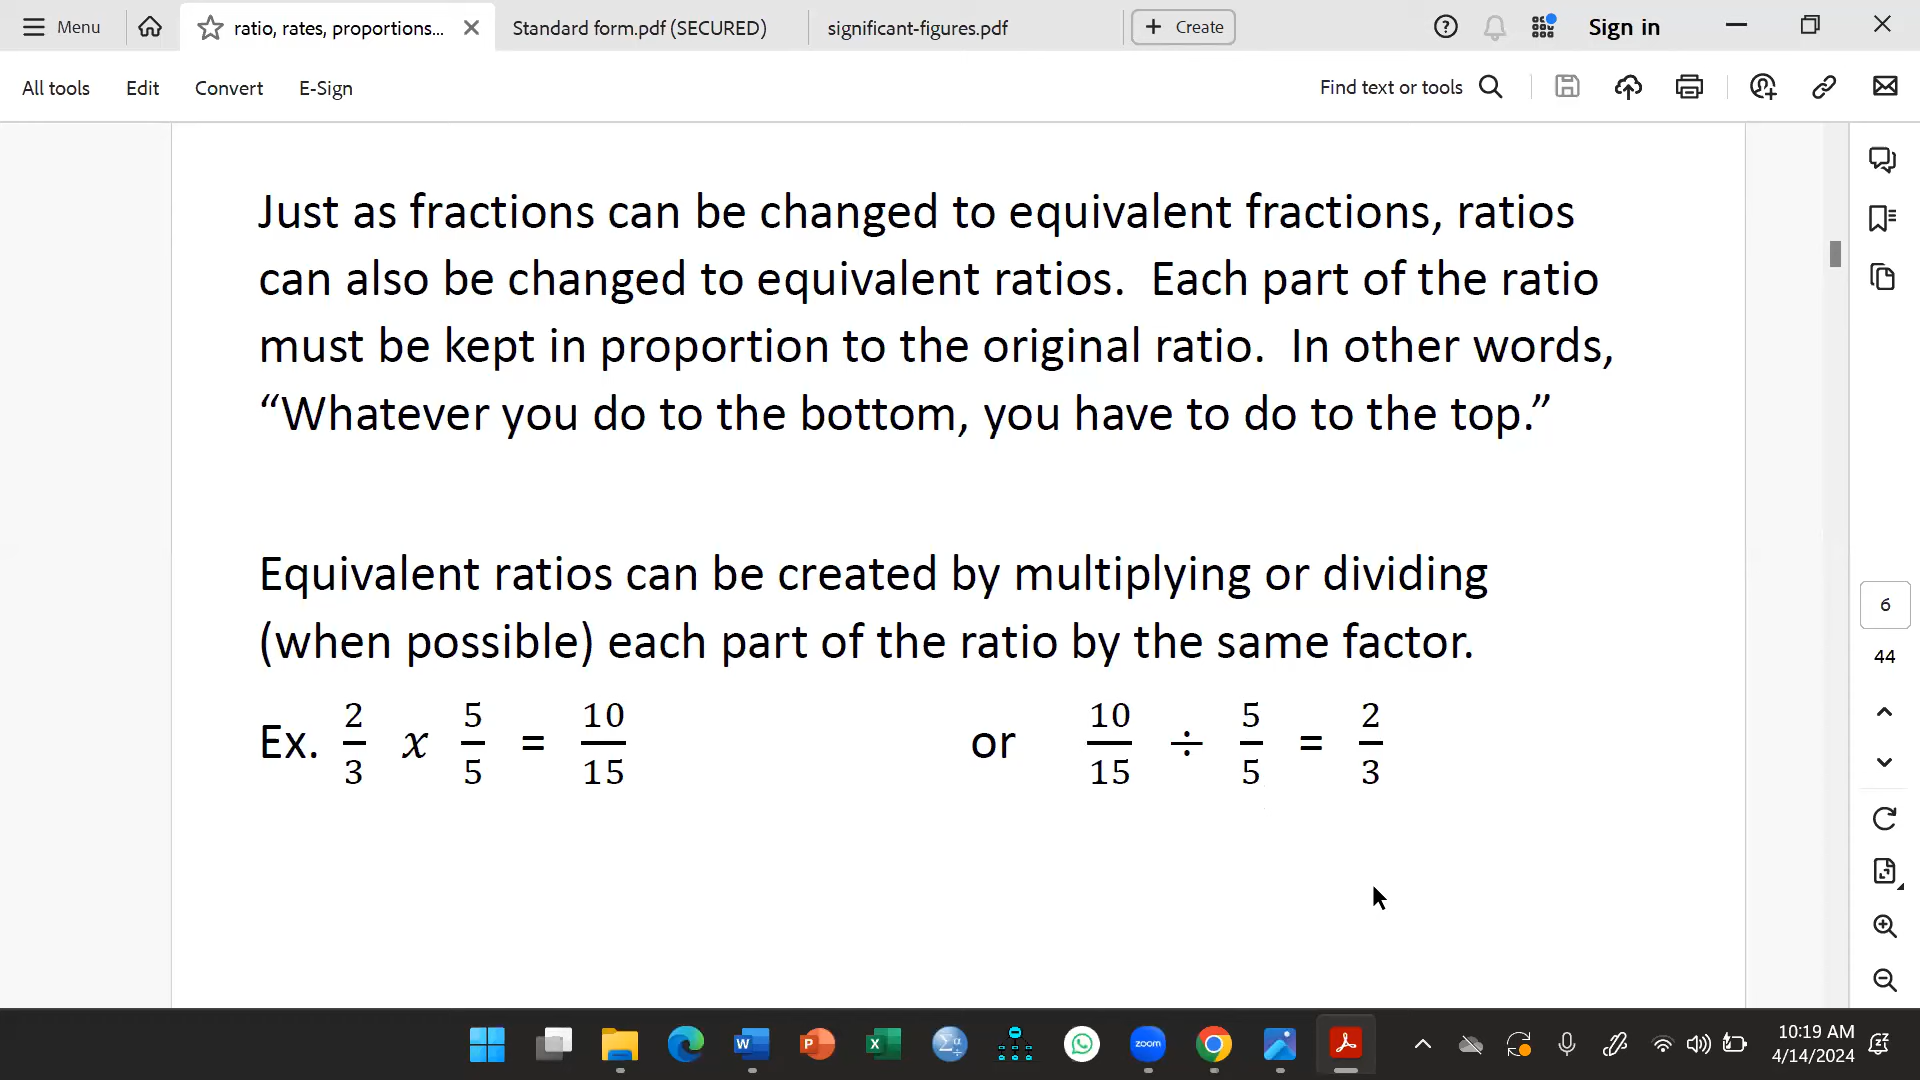 Menu
ratio, rates, proportions...
Standard form.pdf (SECURED)
significant-figures.pdf
+ Create
Sign in
All tools
Edit
Convert
E-Sign
Find text or tools
Just as fractions can be changed to equivalent fractions, ratios
can also be changed to equivalent ratios. Each part of the ratio
must be kept in proportion to the original ratio. In other words,
“Whatever you do to the bottom, you have to do to the top.”
Equivalent ratios can be created by multiplying or dividing
(when possible) each part of the ratio by the same factor.
Ex. 2/3 x 5/5 = 10/15 or 10/15 ÷ 5/5 = 2/3
6
44
W
P
X
Σα
zoom
10:19 AM
4/14/2024